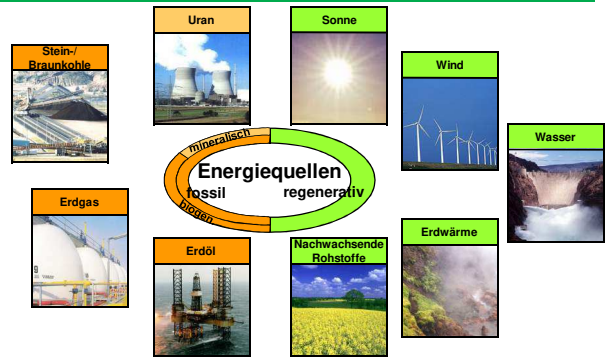 Uran
Sonne
Stein-/
Braunkohle
Wind
Wasser
mineralisch
Energiequellen
fossil
regenerativ
biogen
Erdgas
Erdöl
Nachwachsende
Rohstoffe
Erdwärme